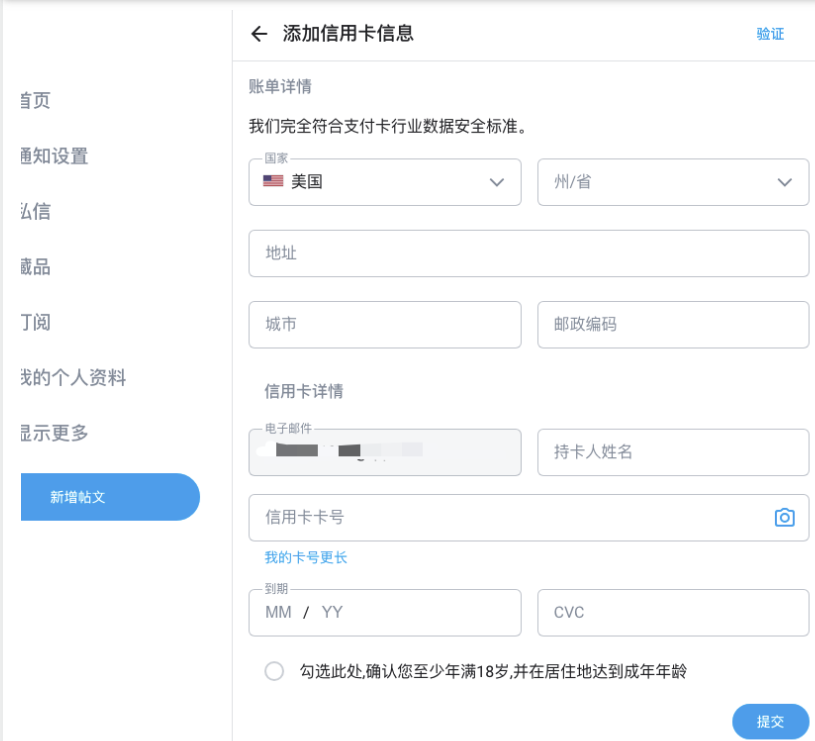 添加信用卡信息
验证
首页
通知设置
私信
藏品
订阅
我的个人资料
显示更多
新增帖文
账单详情
我们完全符合支付卡行业数据安全标准。
国家
美国
州/省
地址
城市
邮政编码
信用卡详情
电子邮件
持卡人姓名
信用卡卡号
我的卡号更长
到期
MM / YY
CVC
勾选此处,确认您至少年满18岁,并在居住地达到成年年龄
提交